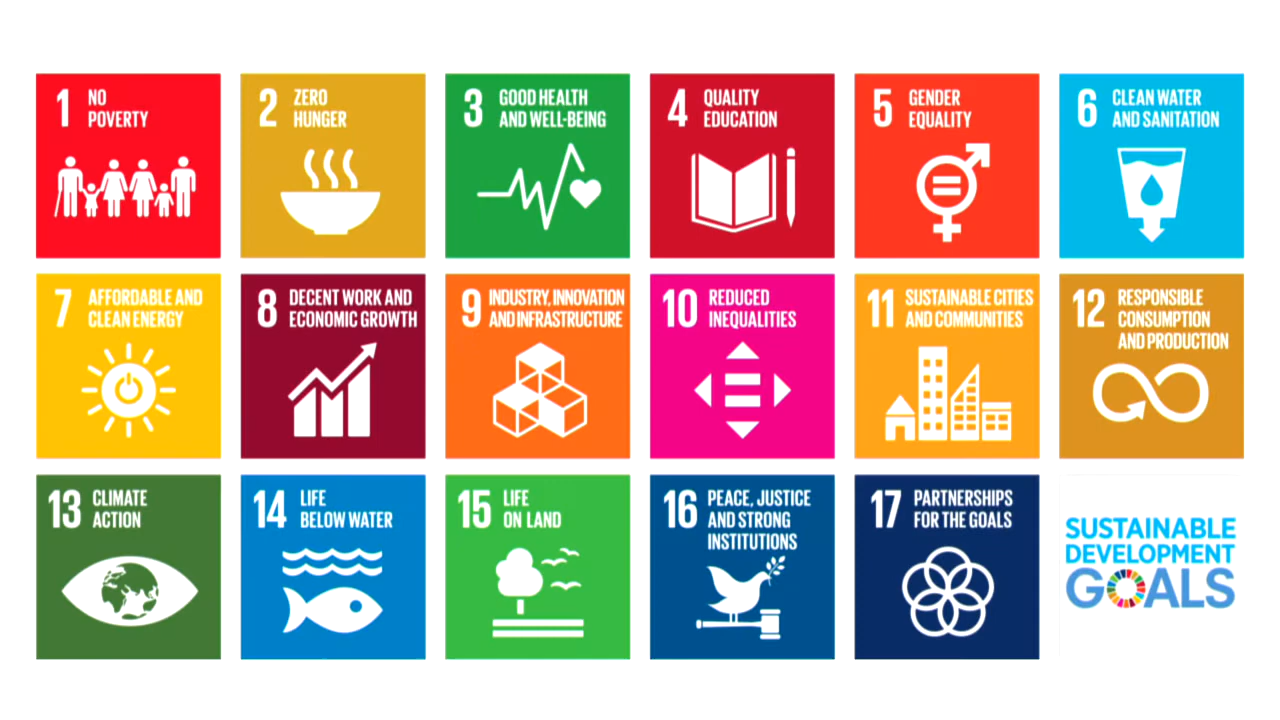 1 NO
POVERTY
2 ZERO
HUNGER
3 GOOD HEALTH
AND WELL-BEING
4 QUALITY
EDUCATION
5 GENDER
EQUALITY
6 CLEAN WATER
AND SANITATION
7 AFFORDABLE AND
CLEAN ENERGY
8 DECENT WORK AND
ECONOMIC GROWTH
9 INDUSTRY, INNOVATION
AND INFRASTRUCTURE
10 REDUCED
INEQUALITIES
11 SUSTAINABLE CITIES
AND COMMUNITIES
12 RESPONSIBLE
CONSUMPTION
AND PRODUCTION
13 CLIMATE
ACTION
14 LIFE
BELOW WATER
15 LIFE
ON LAND
16 PEACE, JUSTICE
AND STRONG
INSTITUTIONS
17 PARTNERSHIPS
FOR THE GOALS
SUSTAINABLE
DEVELOPMENT
GOALS